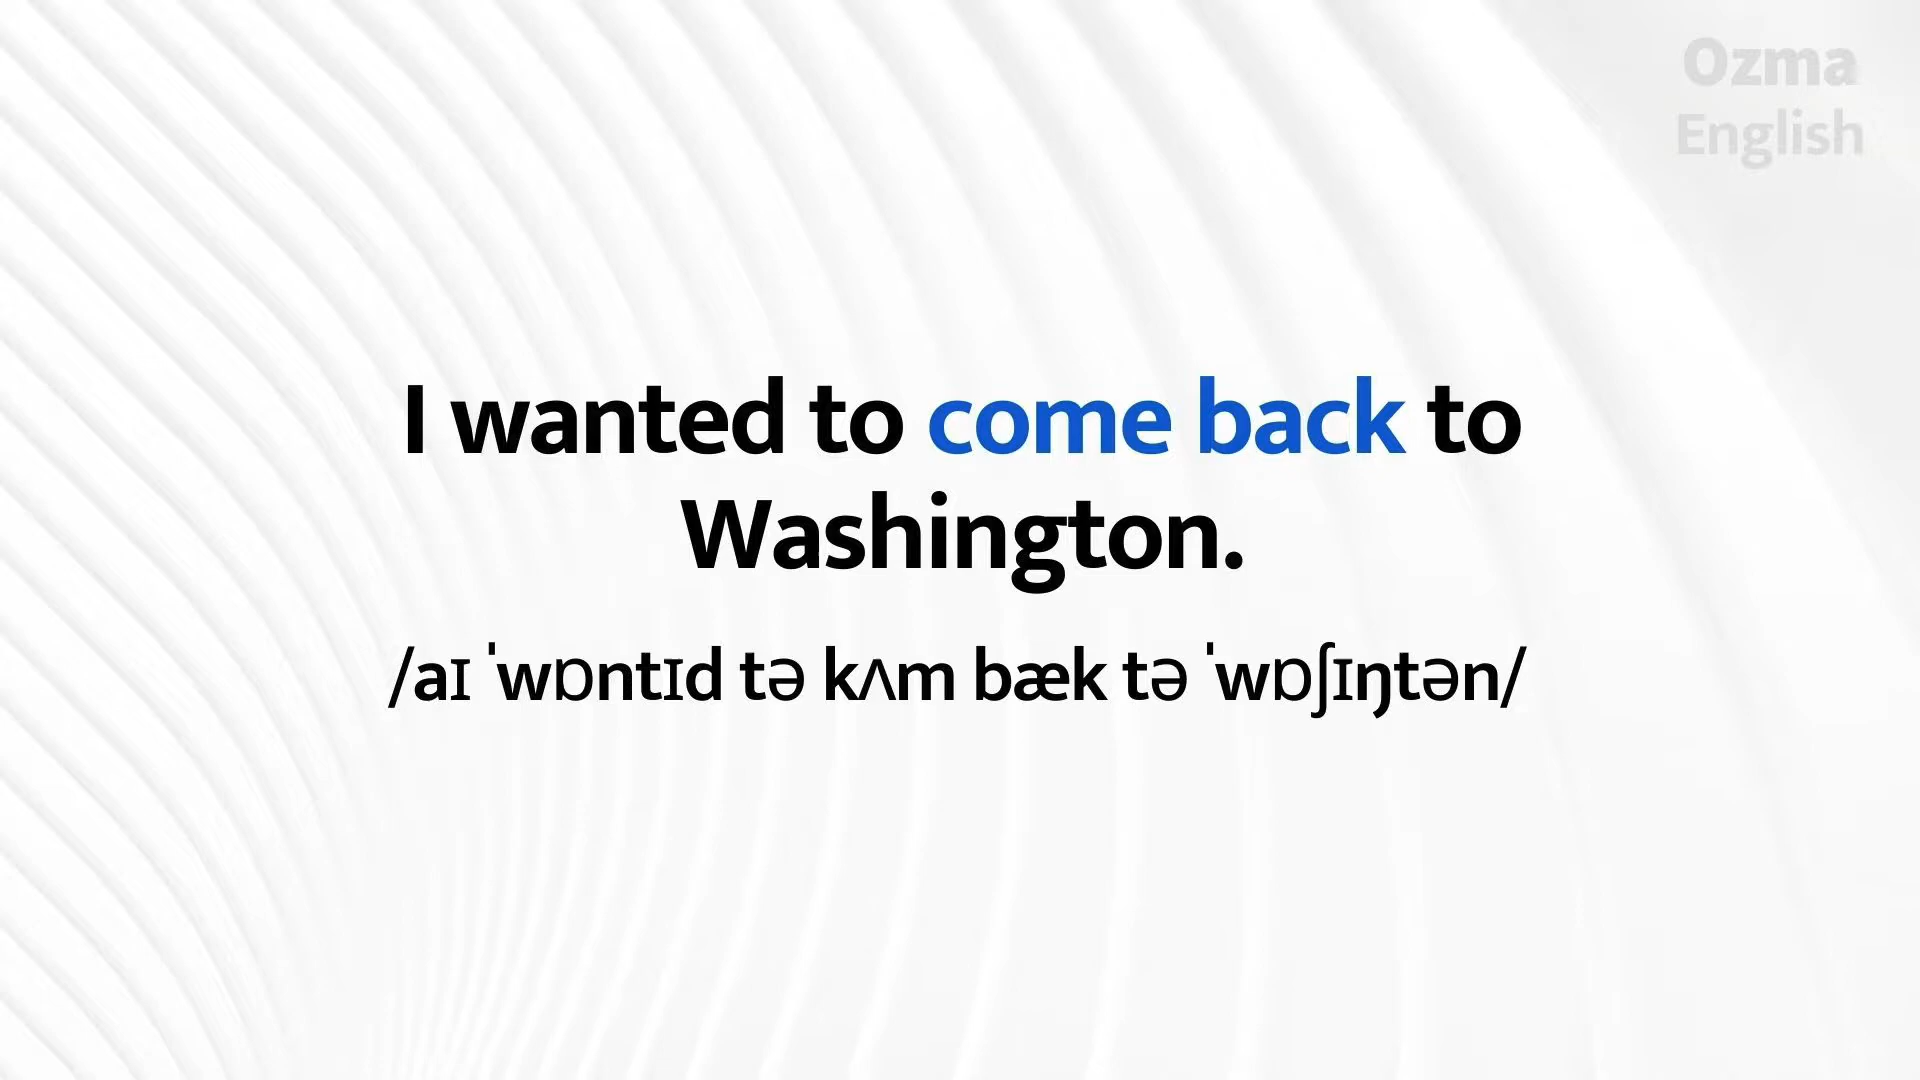 Ozma
English
I wanted to come back to
Washington.
/aɪ ˈwɒntɪd tə kʌm bæk tə ˈwɒʃɪŋtən/